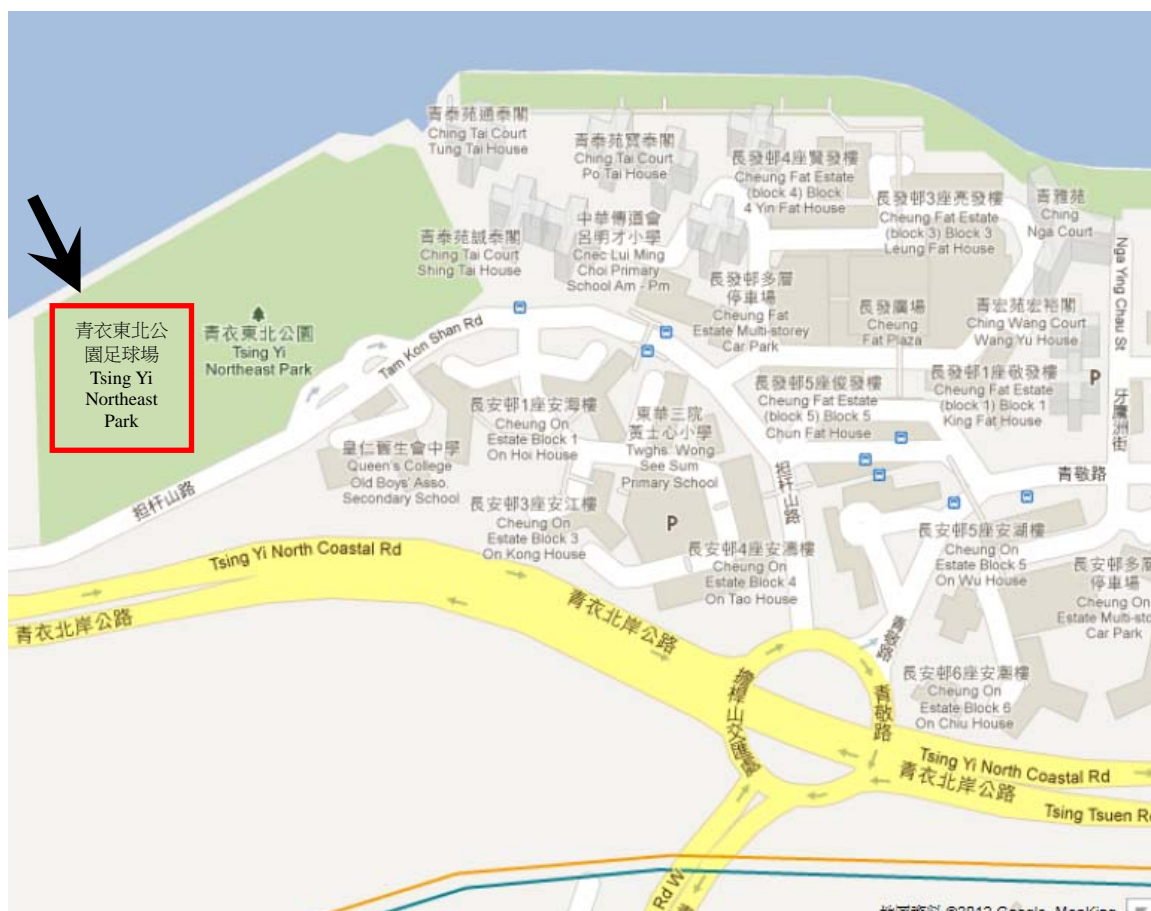 青泰苑通泰閣
Ching Tai Court
Tung Tai House
青泰苑寶泰閣
Ching Tai Court
Po Tai House
長發邨4座賢發樓
Cheung Fat Estate
(block 4) Block
4 Yin Fat House
長發邨3座亮發樓
Cheung Fat Estate
(block 3) Block 3
Leung Fat House
青雅苑
Ching
Nga Court
青泰苑誠泰閣
Ching Tai Court
Shing Tai House
中華傳道會
呂明才小學
Cnec Lui Ming
Choi Primary
School Am - Pm
Nga Ying Chau St
牙鷹洲街
長發邨多層
停車場
Cheung Fat
Estate Multi-storey
Car Park
長發廣場
Cheung
Fat Plaza
青宏苑宏裕閣
Ching Wang Court
Wang Yu House
青衣東北公
園足球場
Tsing Yi
Northeast
Park
青衣東北公園
Tsing Yi
Northeast Park
Tam Kon Shan Rd
長發邨5座俊發樓
Cheung Fat Estate
(block 5) Block 5
Chun Fat House
長發邨1座敬發樓
Cheung Fat Estate
(block 1) Block 1
King Fat House
P
長安邨1座安海樓
Cheung On
Estate Block 1
On Hoi House
東華三院
黃士心小學
Twghs. Wong
See Sum
Primary School
皇仁舊生會中學
Queen's College
Old Boys' Asso.
Secondary School
担杆山路
担杆山路
青敬路
長安邨3座安江樓
Cheung On
Estate Block 3
On Kong House
P
長安邨4座安濤樓
Cheung On
Estate Block 4
On Tao House
長安邨5座安湖樓
Cheung On
Estate Block 5
On Wu House
長安邨多層
停車場
Cheung On
Estate Multi-sto
Car Park
Tsing Yi North Coastal Rd
青衣北岸公路
青衣北岸公路
青敬路
長安邨6座安潮樓
Cheung On
Estate Block 6
On Chiu House
擔桿山交匯處
青敬路
Tsing Yi North Coastal Rd
青衣北岸公路
Tsing Tsuen R
Rd W